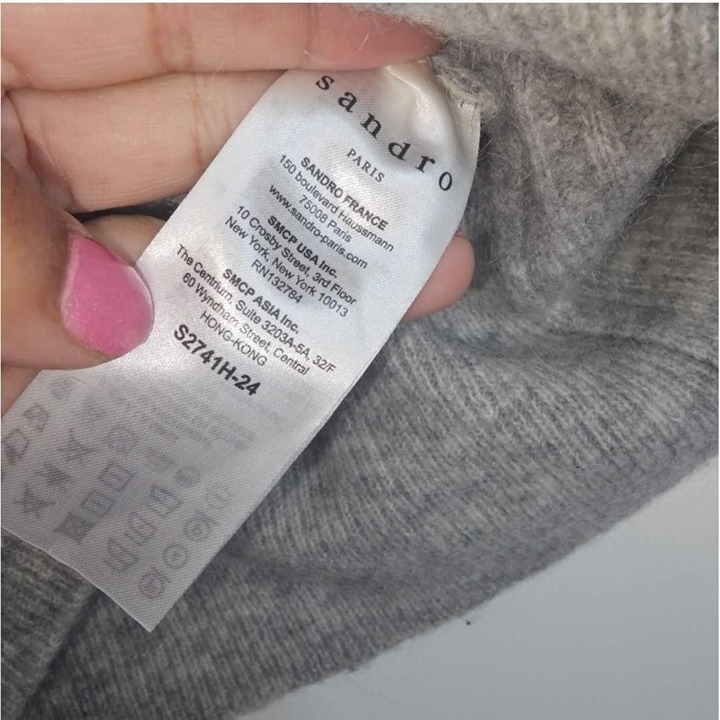 sandro
PARIS
SANDRO FRANCE
150 boulevard Haussmann
75008 Paris
www.sandro-paris.com
SMCP USA Inc.
10 Crosby Street, 3rd Floor
New York, New York 10013
RN132784
SMCP ASIA Inc.
The Centrium, Suite 3203A-5A, 32/F
60 Wyndham Street, Central
HONG-KONG
S2741H-24